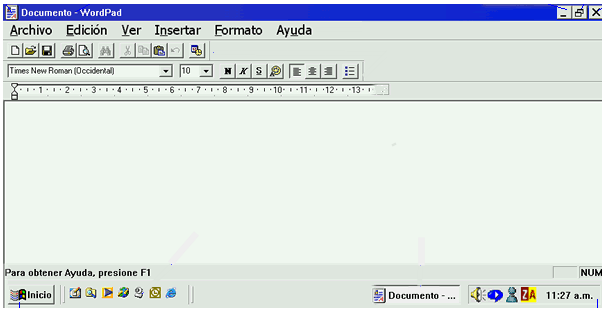 Documento - WordPad
Archivo Edición Ver Insertar Formato Ayuda
Times New Roman (Occidental) 10 N K S
1 2 3 4 5 6 7 8 9 10 11 12 13
Para obtener Ayuda, presione F1 NUM
Inicio Documento - ... ZA 11:27 a.m.